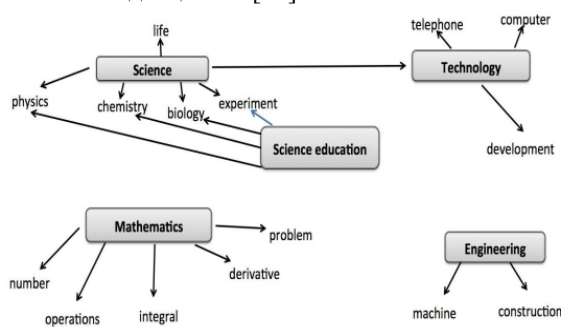 life
telephone
computer
Science
Technology
physics
chemistry
biology
experiment
Science education
development
Mathematics
problem
Engineering
number
derivative
operations
integral
machine
construction